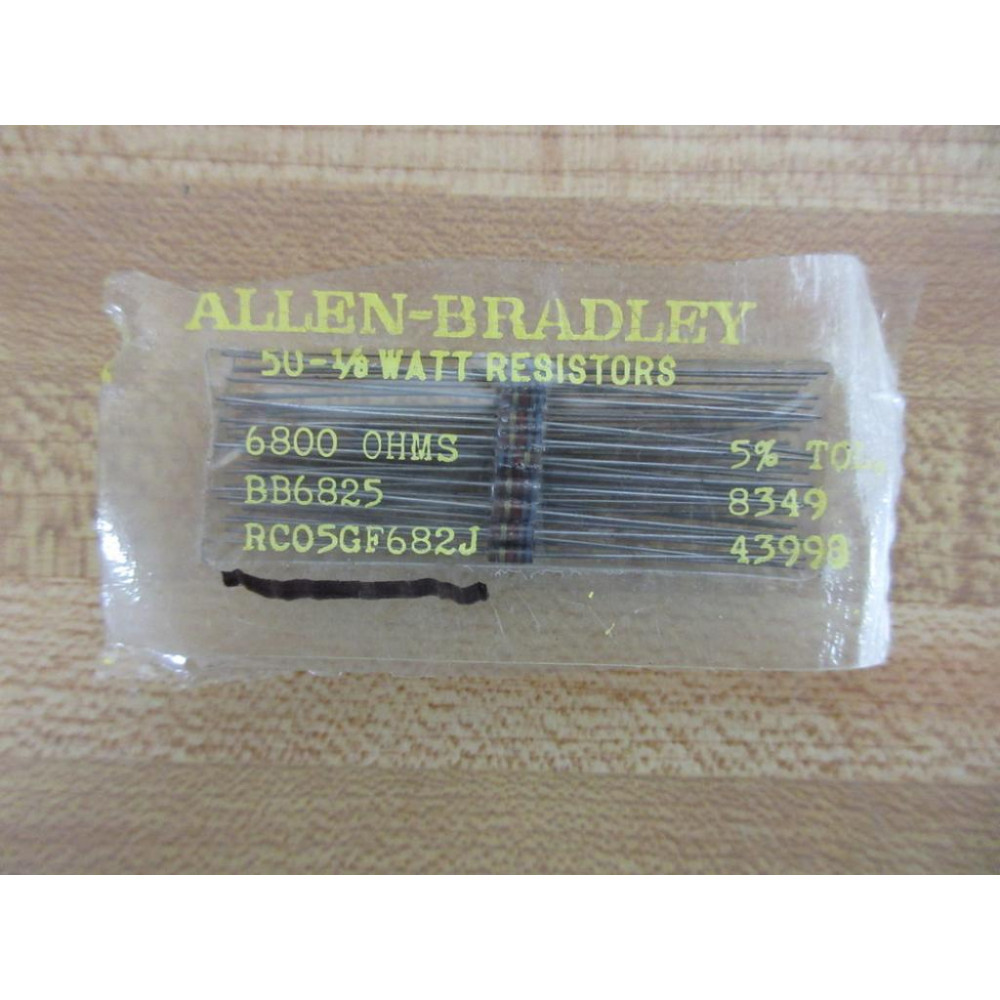 ALLEN-BRADLEY
50-1/8 WATT RESISTORS
6800 OHMS 5% TOL.
BB6825 8349
RC05GF682J 43998